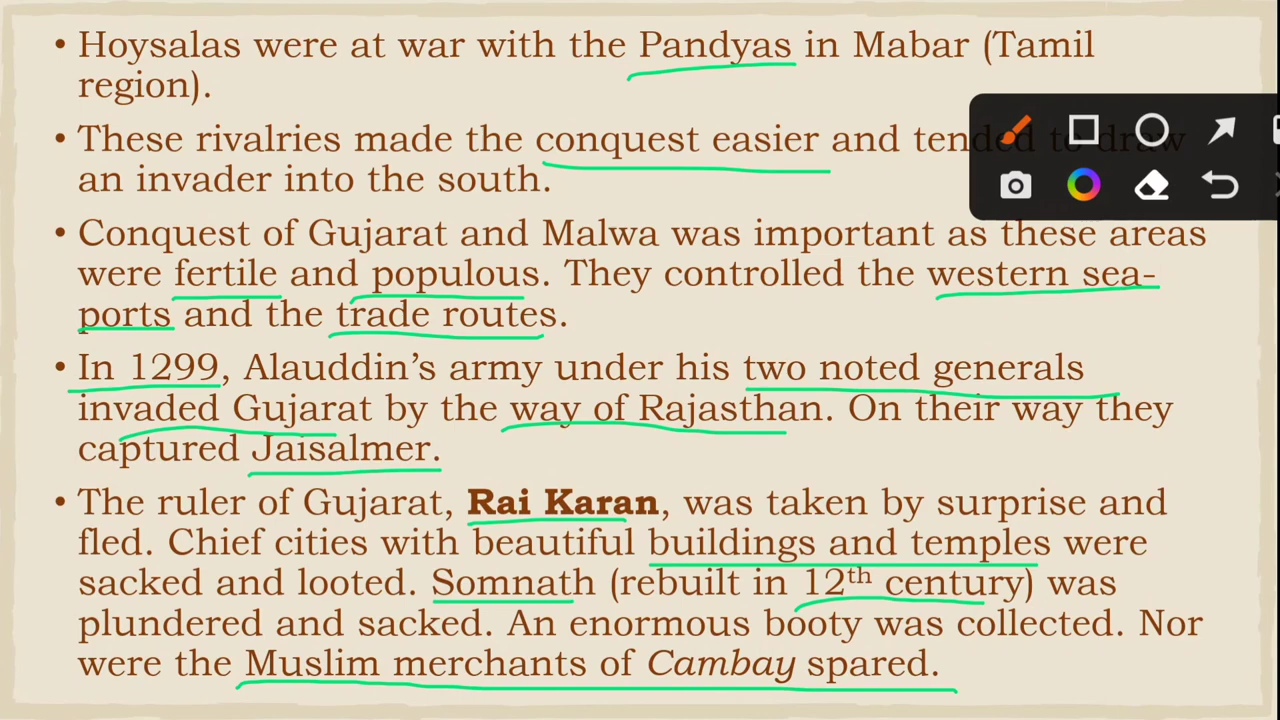 • Hoysalas were at war with the Pandyas in Mabar (Tamil
region).
• These rivalries made the conquest easier and tended to draw
an invader into the south.
• Conquest of Gujarat and Malwa was important as these areas
were fertile and populous. They controlled the western sea-
ports and the trade routes.
• In 1299, Alauddin’s army under his two noted generals
invaded Gujarat by the way of Rajasthan. On their way they
captured Jaisalmer.
• The ruler of Gujarat, Rai Karan, was taken by surprise and
fled. Chief cities with beautiful buildings and temples were
sacked and looted. Somnath (rebuilt in 12th century) was
plundered and sacked. An enormous booty was collected. Nor
were the Muslim merchants of Cambay spared.